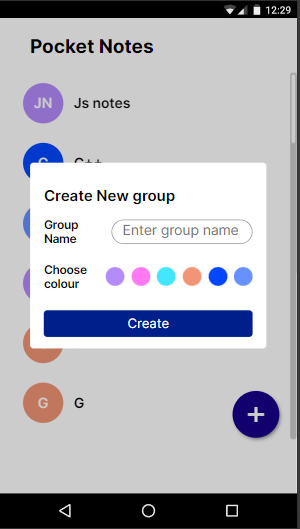 12:29
Pocket Notes
JN
Js notes
C++
Create New group
Group
Name
Enter group name
Choose
colour
Create
G
G